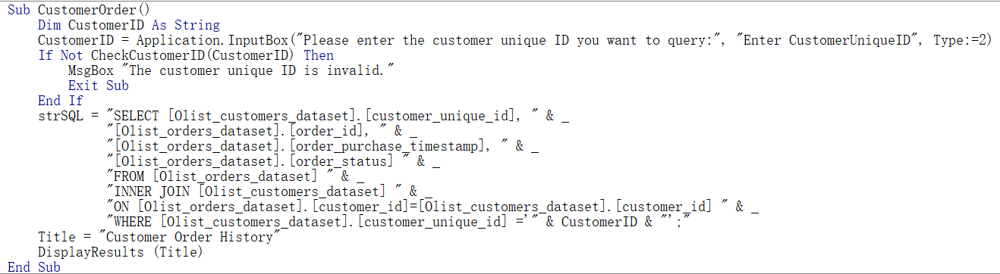 Sub CustomerOrder()
    Dim CustomerID As String
    CustomerID = Application.InputBox("Please enter the customer unique ID you want to query:", "Enter CustomerUniqueID", Type:=2)
    If Not CheckCustomerID(CustomerID) Then
        MsgBox "The customer unique ID is invalid."
        Exit Sub
    End If
    strSQL = "SELECT [Olist_customers_dataset].[customer_unique_id], " & _
             "[Olist_orders_dataset].[order_id], " & _
             "[Olist_orders_dataset].[order_purchase_timestamp], " & _
             "[Olist_orders_dataset].[order_status] " & _
             "FROM [Olist_orders_dataset] " & _
             "INNER JOIN [Olist_customers_dataset] " & _
             "ON [Olist_orders_dataset].[customer_id]=[Olist_customers_dataset].[customer_id] " & _
             "WHERE [Olist_customers_dataset].[customer_unique_id] ='" & CustomerID & "';"
    Title = "Customer Order History"
    DisplayResults (Title)
End Sub